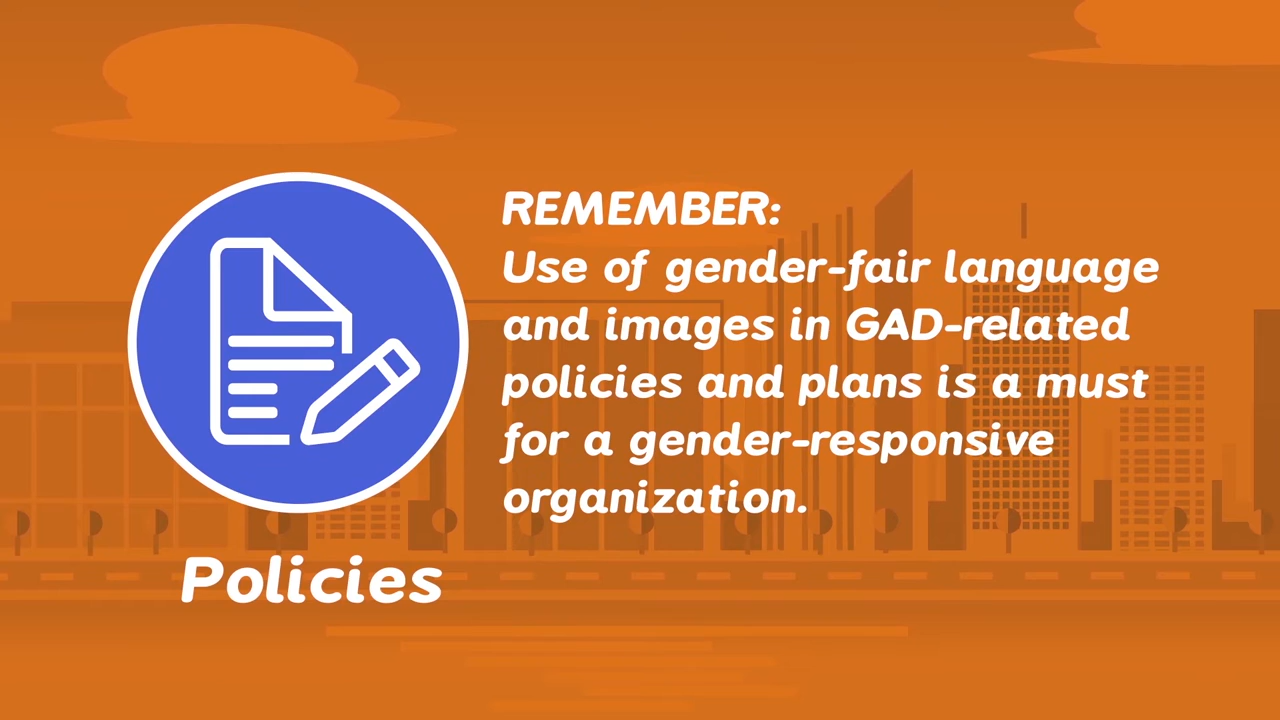 REMEMBER:
Use of gender-fair language
and images in GAD-related
policies and plans is a must
for a gender-responsive
organization.
Policies